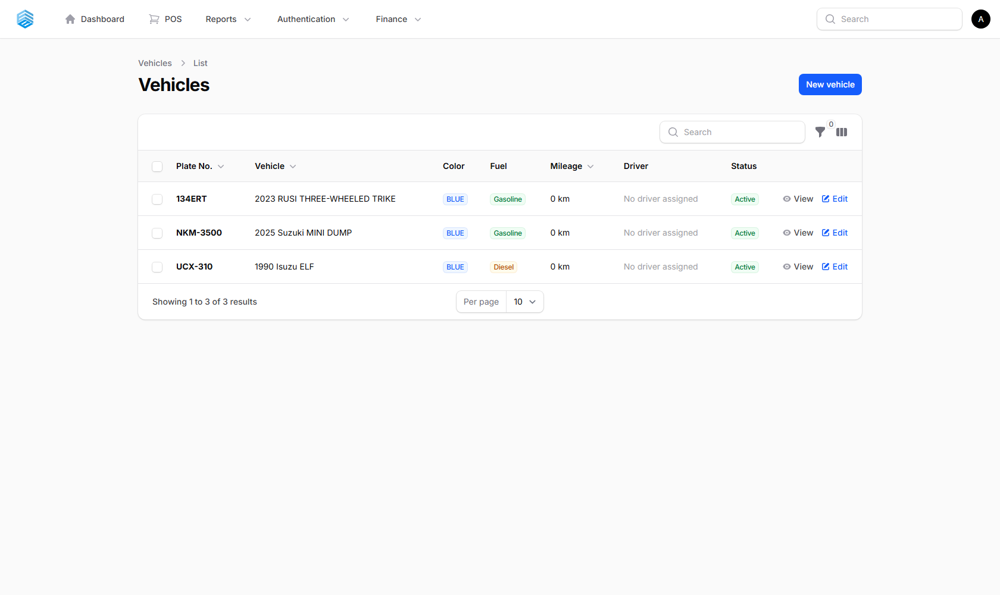 Dashboard POS Reports Authentication Finance Search A
Vehicles List
Vehicles
New vehicle
Search 0
Plate No. Vehicle Color Fuel Mileage Driver Status
134ERT 2023 RUSI THREE-WHEELED TRIKE BLUE Gasoline 0 km No driver assigned Active View Edit
NKM-3500 2025 Suzuki MINI DUMP BLUE Gasoline 0 km No driver assigned Active View Edit
UCX-310 1990 Isuzu ELF BLUE Diesel 0 km No driver assigned Active View Edit
Showing 1 to 3 of 3 results Per page 10